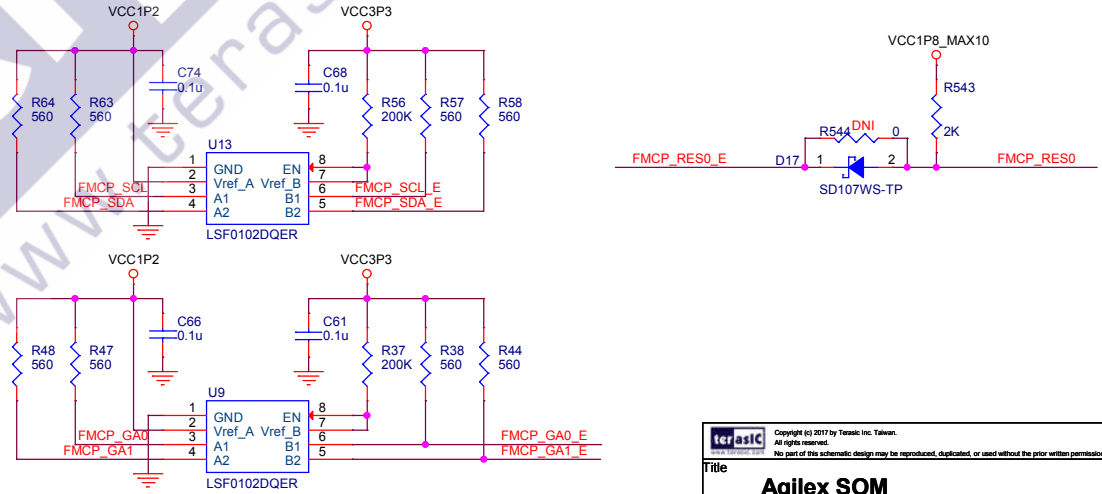 VCC1P2
VCC3P3
C74
0.1u
C68
0.1u
R64
560
R63
560
R56
200K
R57
560
R58
560
U13
1
2
3
4
GND
Vref_A
A1
A2
EN
Vref_B
B1
B2
8
7
6
5
FMCP_SCL
FMCP_SDA
FMCP_SCL_E
FMCP_SDA_E
LSF0102DQER
VCC1P8_MAX10
R543
2K
R544
DNI
0
FMCP_RES0_E
D17
1
2
FMCP_RES0
SD107WS-TP
VCC1P2
VCC3P3
C66
0.1u
C61
0.1u
R48
560
R47
560
R37
200K
R38
560
R44
560
U9
1
2
3
4
GND
Vref_A
A1
A2
EN
Vref_B
B1
B2
8
7
6
5
FMCP_GA0
FMCP_GA1
FMCP_GA0_E
FMCP_GA1_E
LSF0102DQER
terasic
www.terasic.com
Copyright (c) 2017 by Terasic Inc. Taiwan.
All rights reserved.
No part of this schematic design may be reproduced, duplicated, or used without the prior written permission
Title
Agilex SOM
www.teras